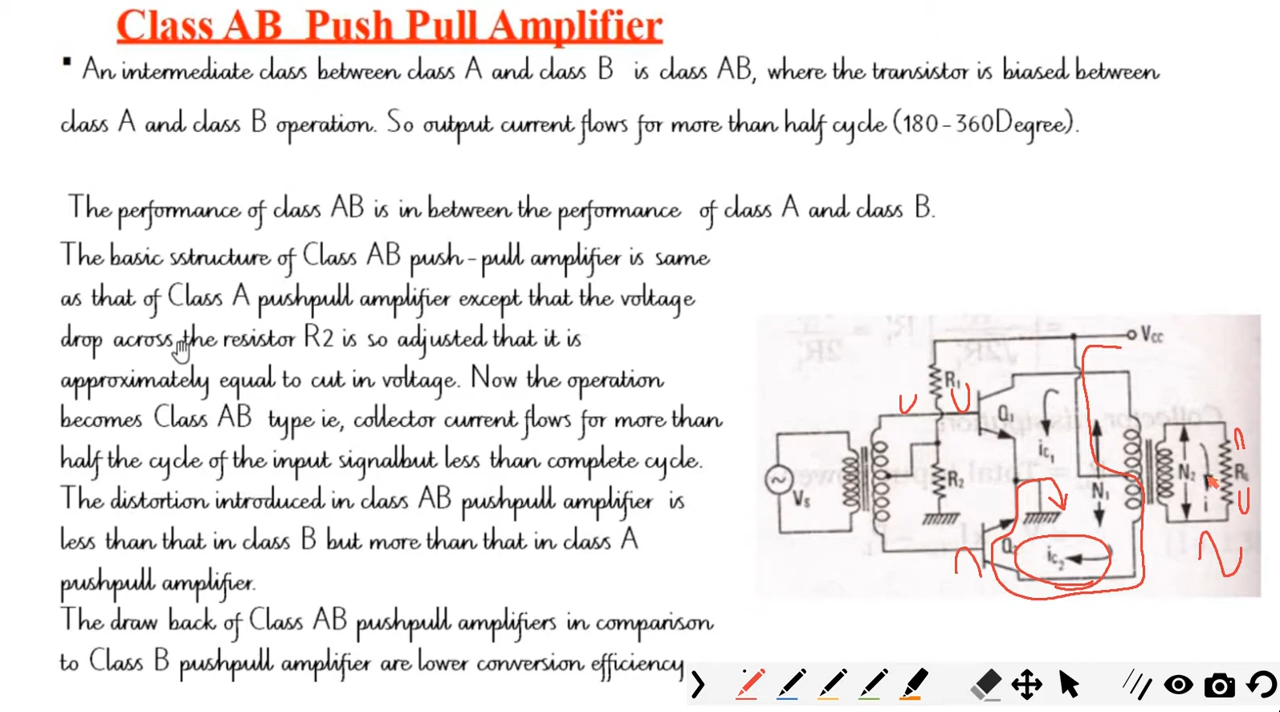 Class AB Push Pull Amplifier
▪ An intermediate class between class A and class B is class AB, where the transistor is biased between
class A and class B operation. So output current flows for more than half cycle (180-360Degree).
The performance of class AB is in between the performance of class A and class B.
The basic sstructure of Class AB push-pull amplifier is same
as that of Class A pushpull amplifier except that the voltage
drop across the resistor R2 is so adjusted that it is
approximately equal to cut in voltage. Now the operation
becomes Class AB type ie, collector current flows for more than
half the cycle of the input signalbut less than complete cycle.
The distortion introduced in class AB pushpull amplifier is
less than that in class B but more than that in class A
pushpull amplifier.
The draw back of Class AB pushpull amplifiers in comparison
to Class B pushpull amplifier are lower conversion efficiency
Vcc
R1
Q1
ic1
R2
Vs
N1
N2
i
ic2